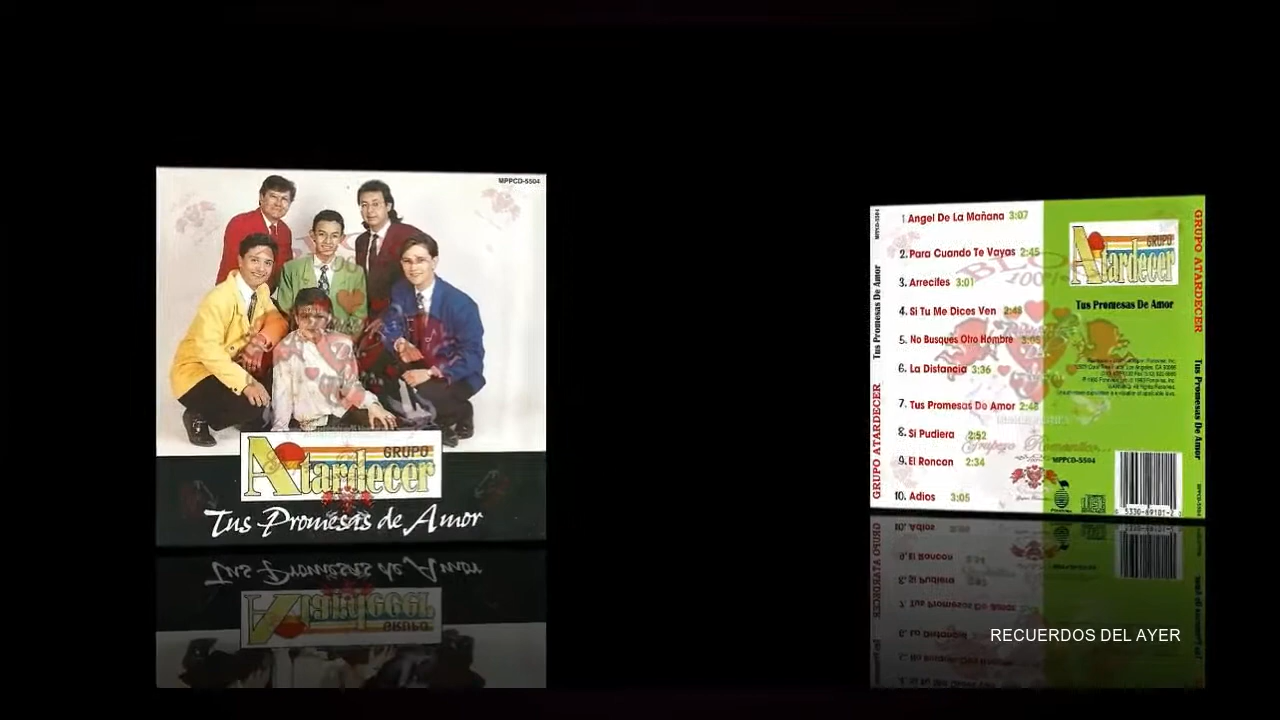 MPPCD-5504
GRUPO
Atardecer
Tus Promesas de Amor
MPPCD-5504
Tus Promesas De Amor
GRUPO ATARDECER
1 Angel De La Mañana 3:07
2. Para Cuando Te Vayas 2:45
3. Arrecifes 3:01
4. Si Tu Me Dices Ven 2:48
5. No Busques Otro Hombre
6. La Distancia 3:36
7. Tus Promesas De Amor
8. Si Pudiera 2:52
9. El Roncon 2:34
10. Adios 3:05
GRUPO
Atardecer
Tus Promesas De Amor
MPPCD-5504
GRUPO ATARDECER
Tus Promesas De Amor
MPPCD-5504
RECUERDOS DEL AYER